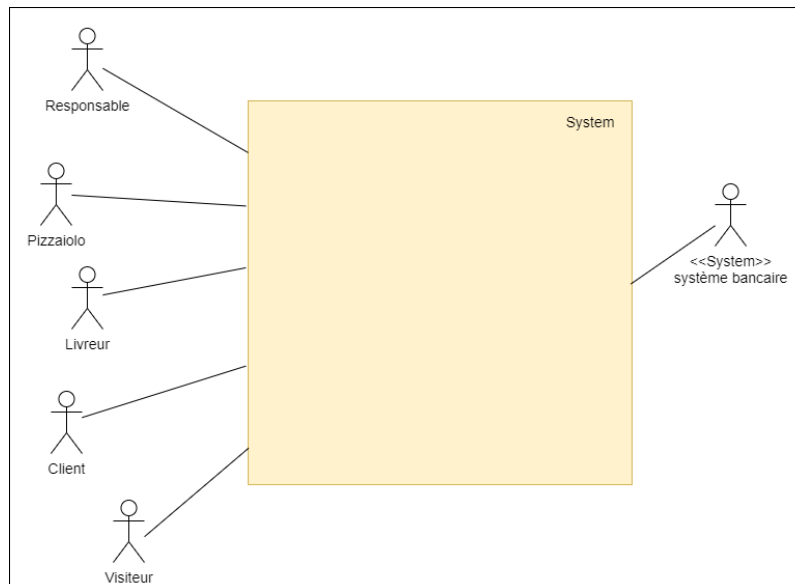 Responsable
System
Pizzaiolo
<<System>>
système bancaire
Livreur
Client
Visiteur